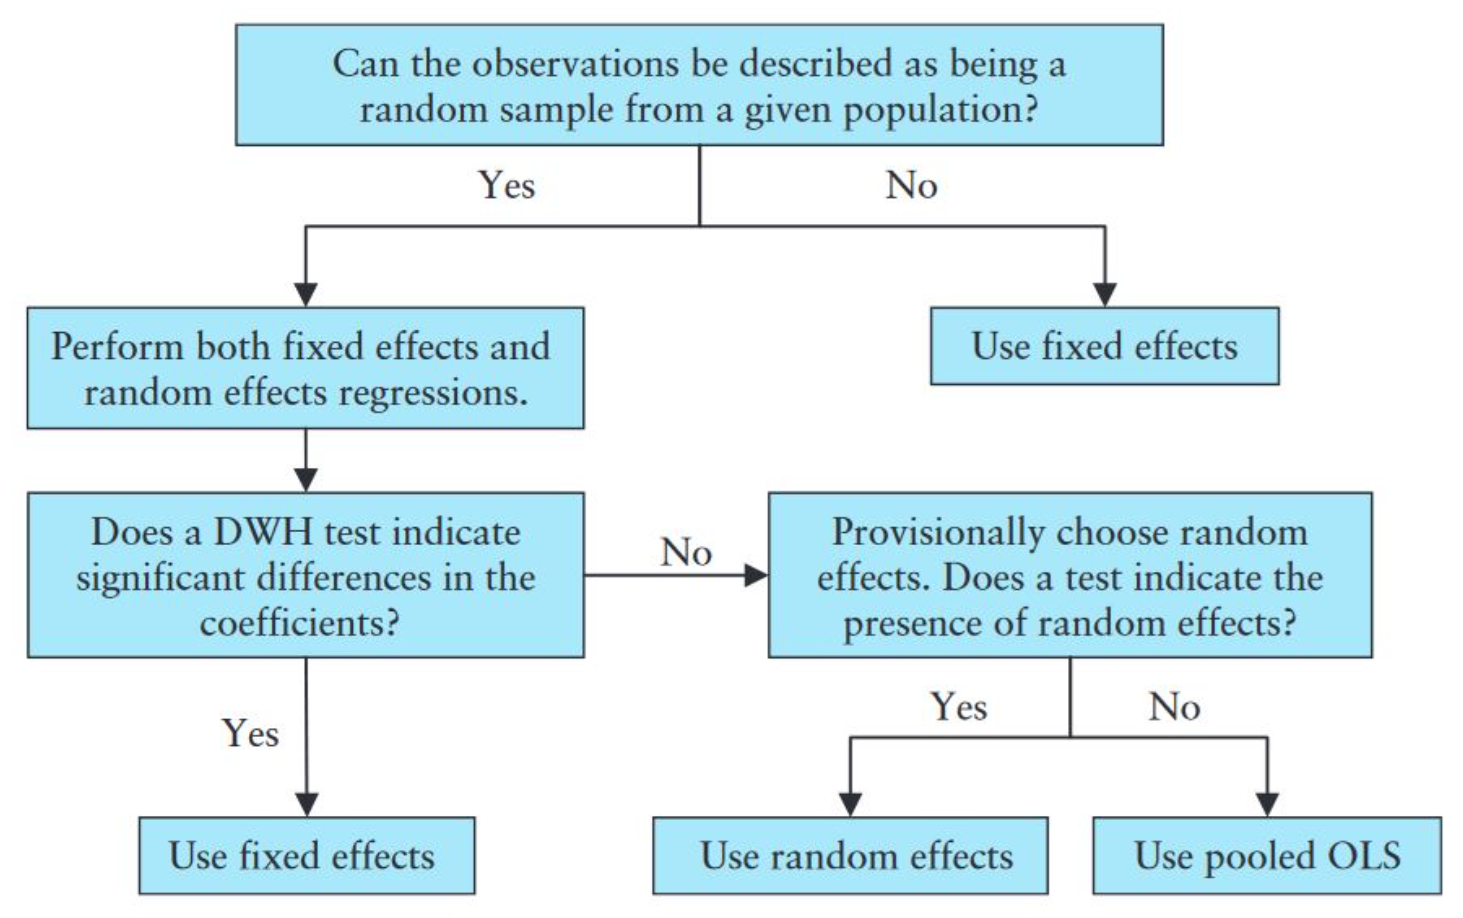 Can the observations be described as being a
random sample from a given population?
Yes
No
Perform both fixed effects and
random effects regressions.
Use fixed effects
Does a DWH test indicate
significant differences in the
coefficients?
No
Provisionally choose random
effects. Does a test indicate the
presence of random effects?
Yes
Yes
No
Use fixed effects
Use random effects
Use pooled OLS